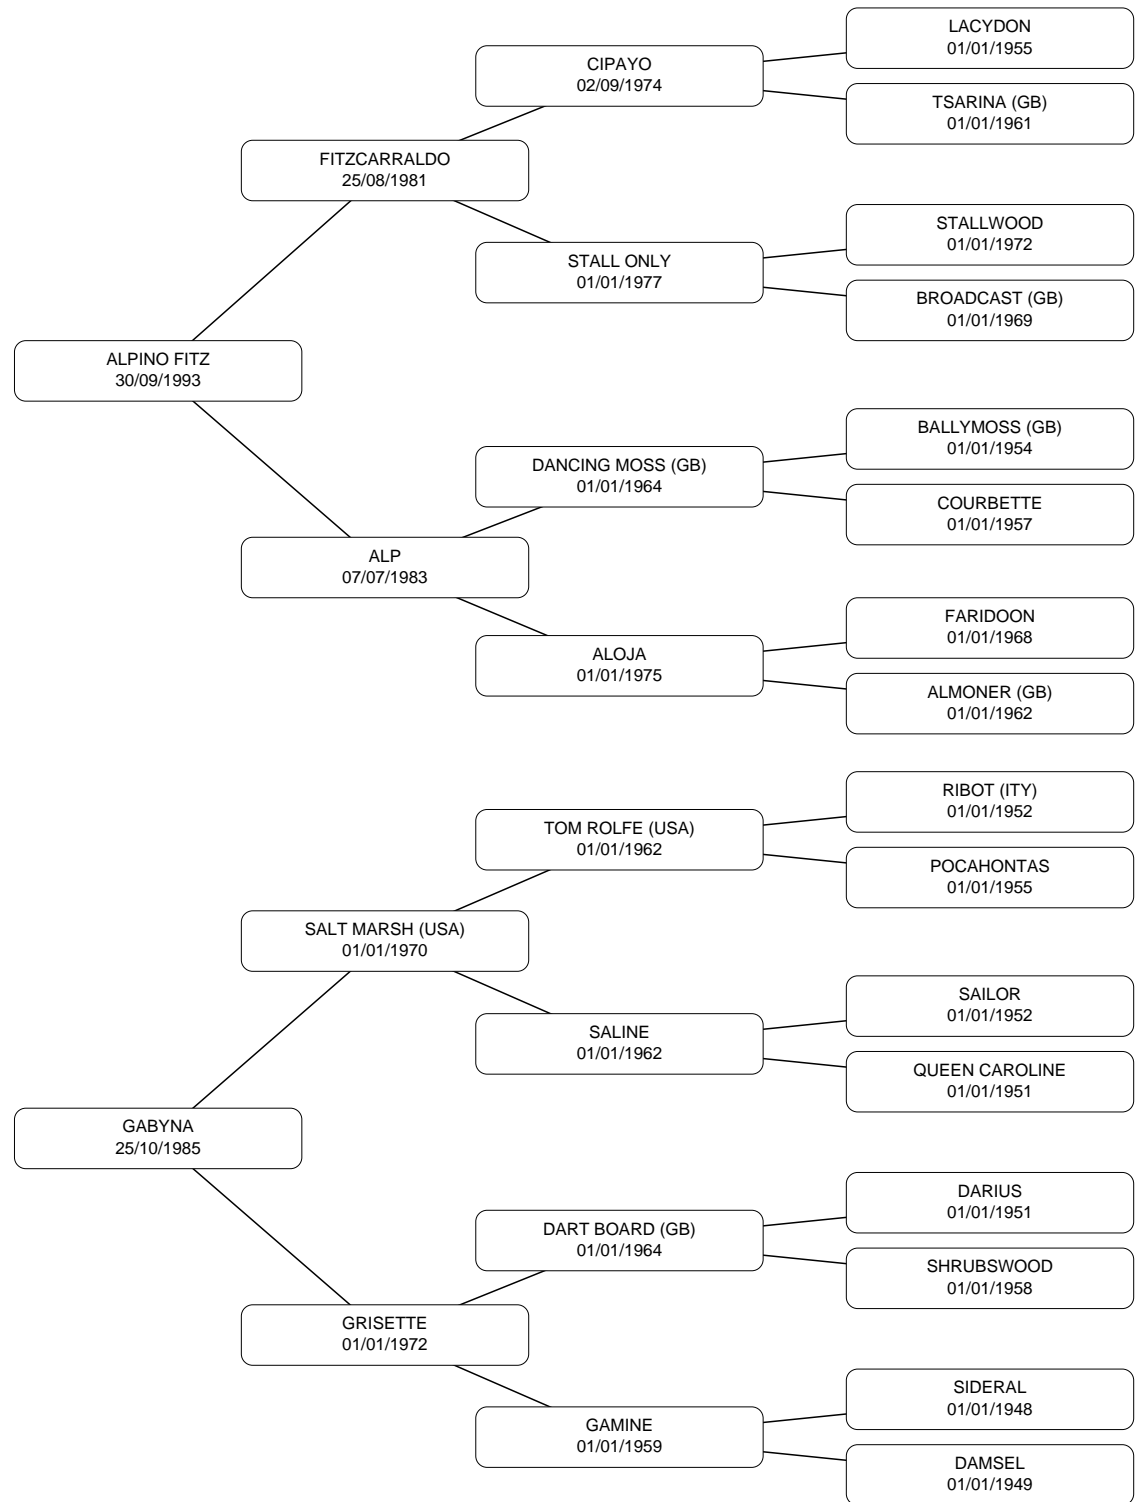 LACYDON
01/01/1955
CIPAYO
02/09/1974
TSARINA (GB)
01/01/1961
FITZCARRALDO
25/08/1981
STALLWOOD
01/01/1972
STALL ONLY
01/01/1977
BROADCAST (GB)
01/01/1969
ALPINO FITZ
30/09/1993
BALLYMOSS (GB)
01/01/1954
DANCING MOSS (GB)
01/01/1964
COURBETTE
01/01/1957
ALP
07/07/1983
FARIDOON
01/01/1968
ALOJA
01/01/1975
ALMONER (GB)
01/01/1962
RIBOT (ITY)
01/01/1952
TOM ROLFE (USA)
01/01/1962
POCAHONTAS
01/01/1955
SALT MARSH (USA)
01/01/1970
SAILOR
01/01/1952
SALINE
01/01/1962
QUEEN CAROLINE
01/01/1951
GABYNA
25/10/1985
DARIUS
01/01/1951
DART BOARD (GB)
01/01/1964
SHRUBSWOOD
01/01/1958
GRISETTE
01/01/1972
SIDERAL
01/01/1948
GAMINE
01/01/1959
DAMSEL
01/01/1949